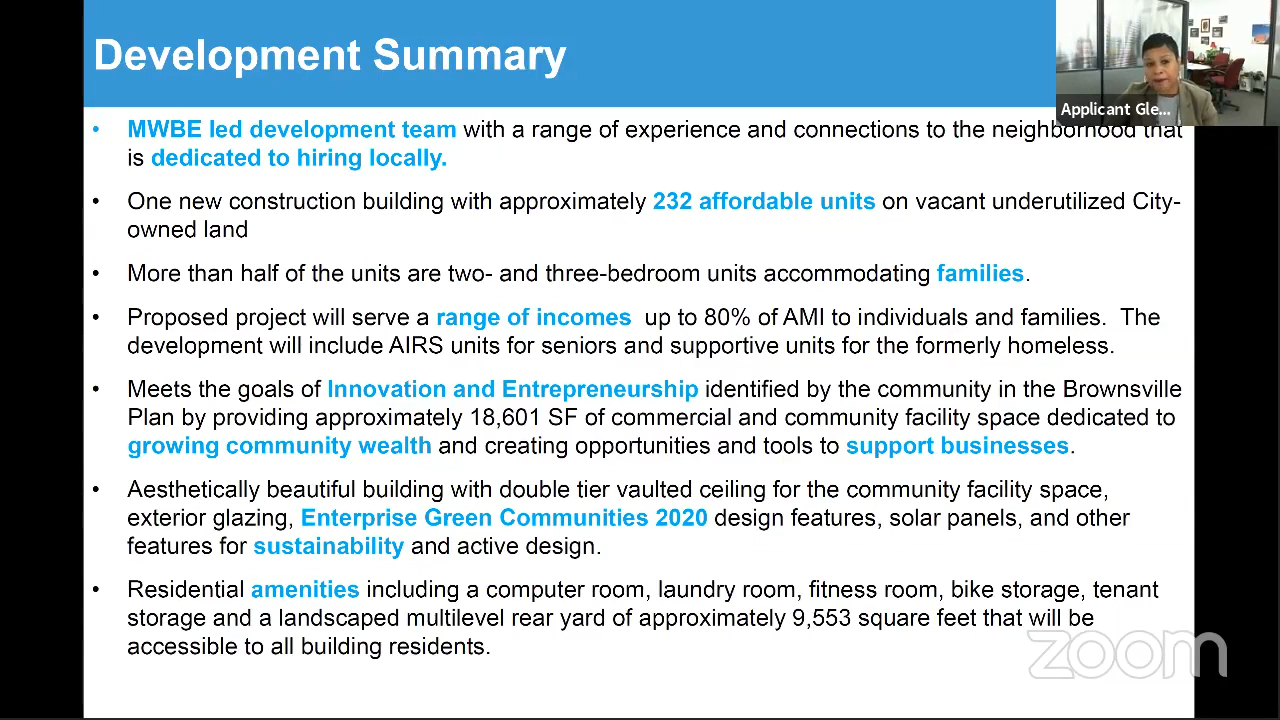 Development Summary
Applicant Gle...
• MWBE led development team with a range of experience and connections to the neighborhood that
is dedicated to hiring locally.
• One new construction building with approximately 232 affordable units on vacant underutilized City-
owned land
• More than half of the units are two- and three-bedroom units accommodating families.
• Proposed project will serve a range of incomes up to 80% of AMI to individuals and families. The
development will include AIRS units for seniors and supportive units for the formerly homeless.
• Meets the goals of Innovation and Entrepreneurship identified by the community in the Brownsville
Plan by providing approximately 18,601 SF of commercial and community facility space dedicated to
growing community wealth and creating opportunities and tools to support businesses.
• Aesthetically beautiful building with double tier vaulted ceiling for the community facility space,
exterior glazing, Enterprise Green Communities 2020 design features, solar panels, and other
features for sustainability and active design.
• Residential amenities including a computer room, laundry room, fitness room, bike storage, tenant
storage and a landscaped multilevel rear yard of approximately 9,553 square feet that will be
accessible to all building residents.
zoom